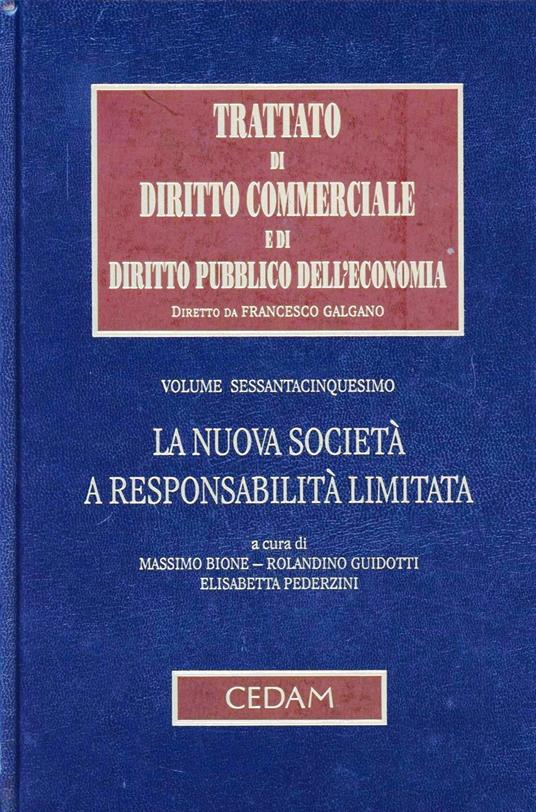 TRATTATO
DI
DIRITTO COMMERCIALE
E DI
DIRITTO PUBBLICO DELL'ECONOMIA
DIRETTO DA FRANCESCO GALGANO
VOLUME SESSANTACINQUESIMO
LA NUOVA SOCIETÀ
A RESPONSABILITÀ LIMITATA
a cura di
MASSIMO BIONE – ROLANDINO GUIDOTTI
ELISABETTA PEDERZINI
CEDAM